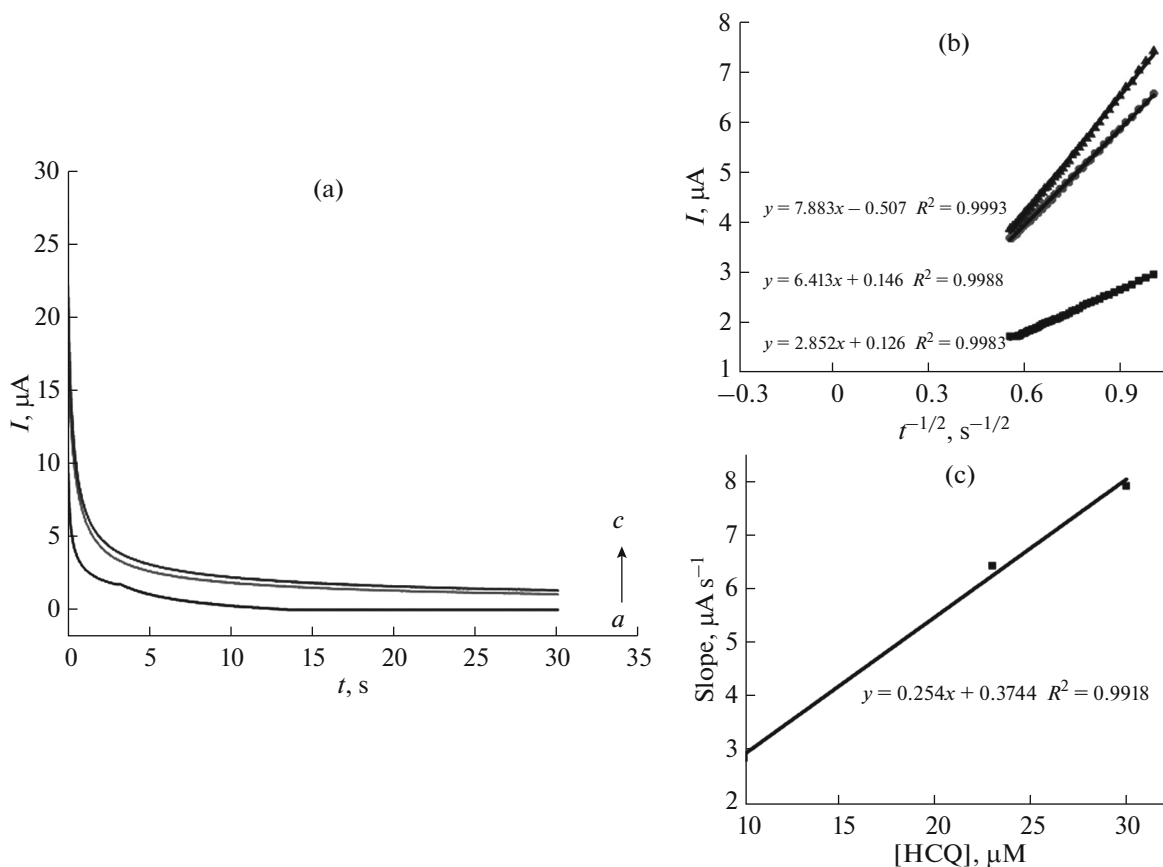 (a)
30
25
20
15
10
5
0
I, μA
0 5 10 15 20 25 30 35
t, s
c
a
(b)
8
7
6
5
4
3
2
1
I, μA
y = 7.883x − 0.507 R² = 0.9993
y = 6.413x + 0.146 R² = 0.9988
y = 2.852x + 0.126 R² = 0.9983
−0.3 0 0.3 0.6 0.9
t⁻¹/², s⁻¹/²
(c)
8
7
6
5
4
3
2
Slope, μA s⁻¹
y = 0.254x + 0.3744 R² = 0.9918
10 15 20 25 30
[HCQ], μM